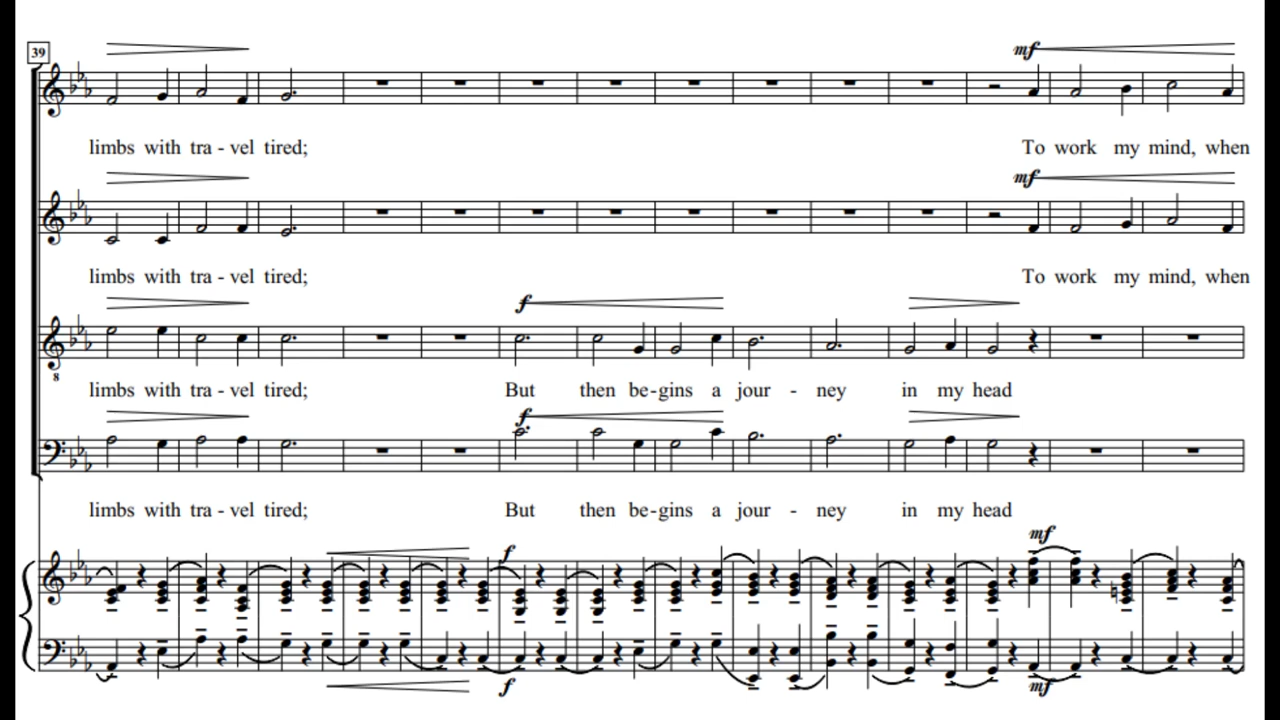 39
mf
limbs with tra - vel tired; To work my mind, when
mf
limbs with tra - vel tired; To work my mind, when
f
8
limbs with tra - vel tired; But then be-gins a jour - ney in my head
f
limbs with tra - vel tired; But then be-gins a jour - ney in my head
mf
f
f
mf